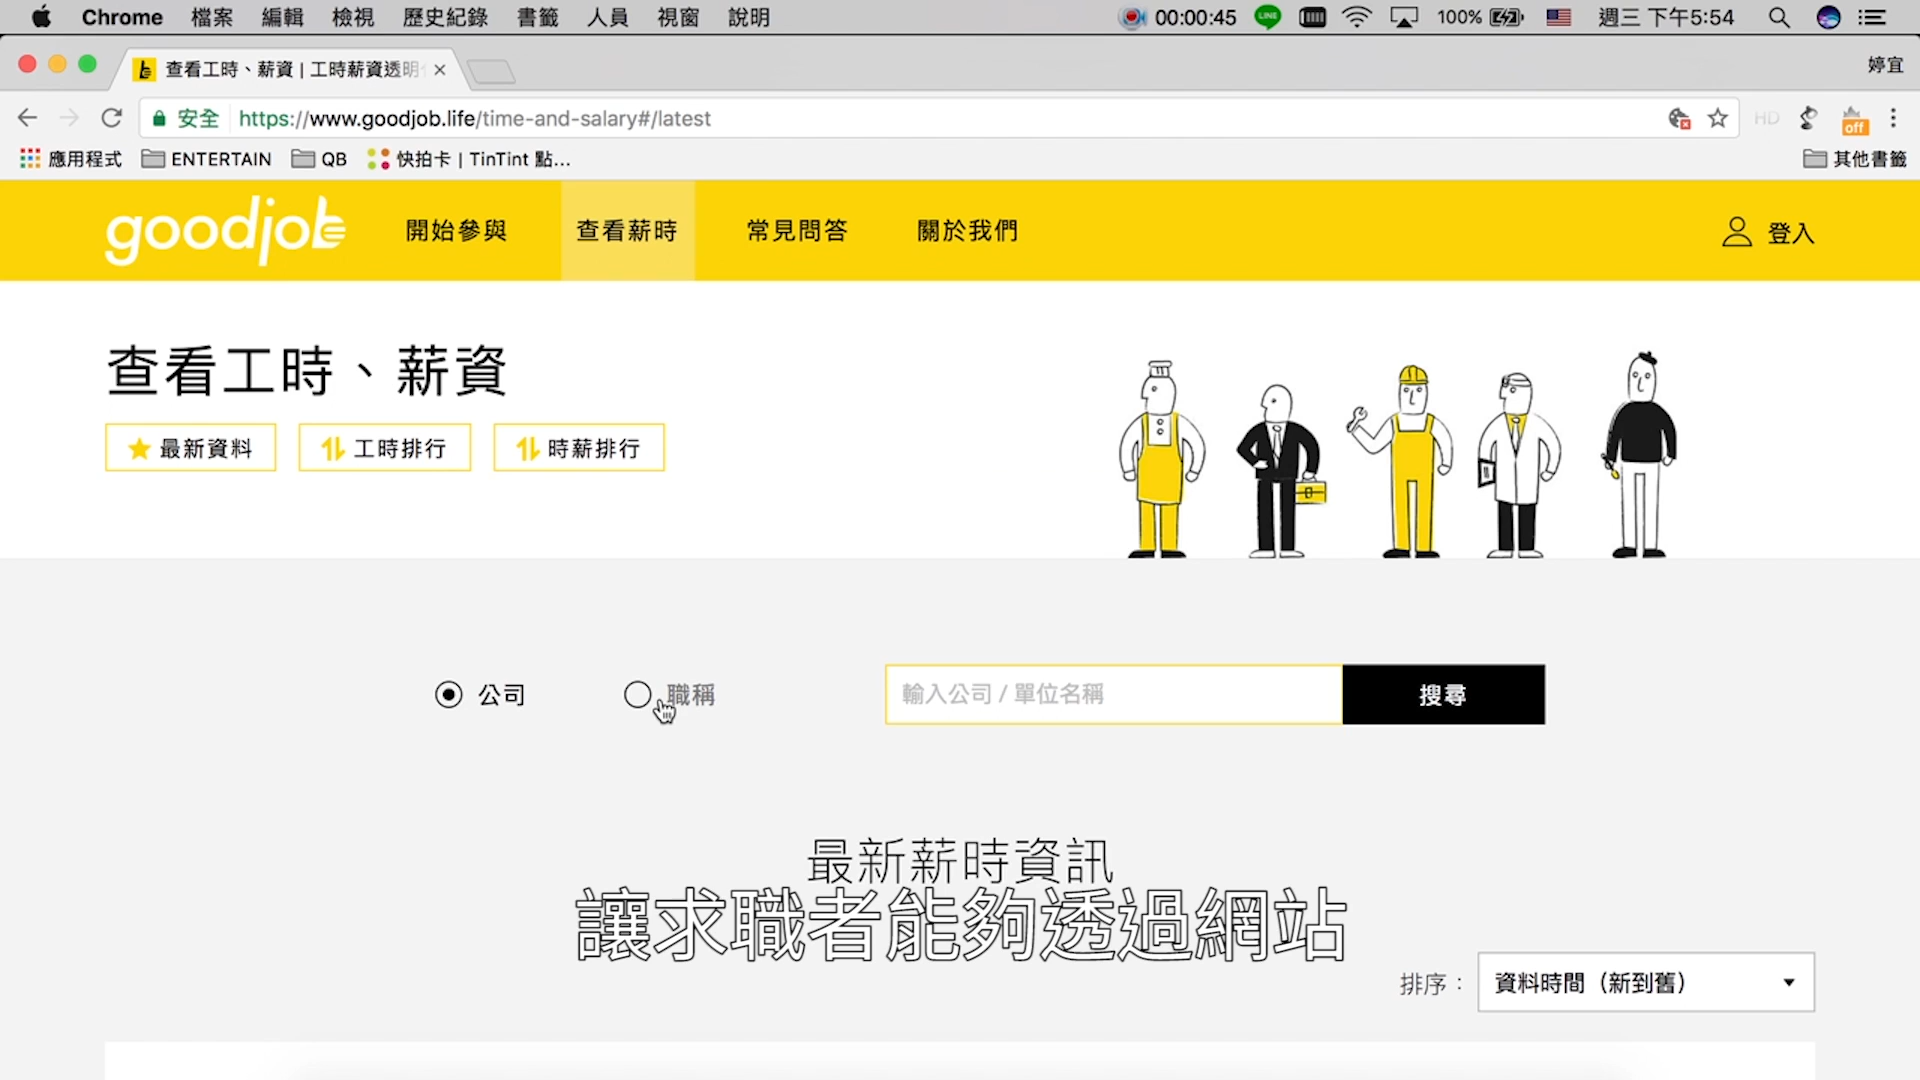 Chrome 檔案 編輯 檢視 歷史紀錄 書籤 人員 視窗 說明 00:00:45 LINE 100% 週三 下午5:54
查看工時、薪資 | 工時薪資透明 婷宜
安全 https://www.goodjob.life/time-and-salary#/latest HD off
應用程式 ENTERTAIN QB 快拍卡 | TinTint 點... 其他書籤
goodjob 開始參與 查看薪時 常見問答 關於我們 登入
查看工時、薪資
最新資料 工時排行 時薪排行
公司 職稱 輸入公司 / 單位名稱 搜尋
最新薪時資訊
讓求職者能夠透過網站
排序： 資料時間（新到舊）